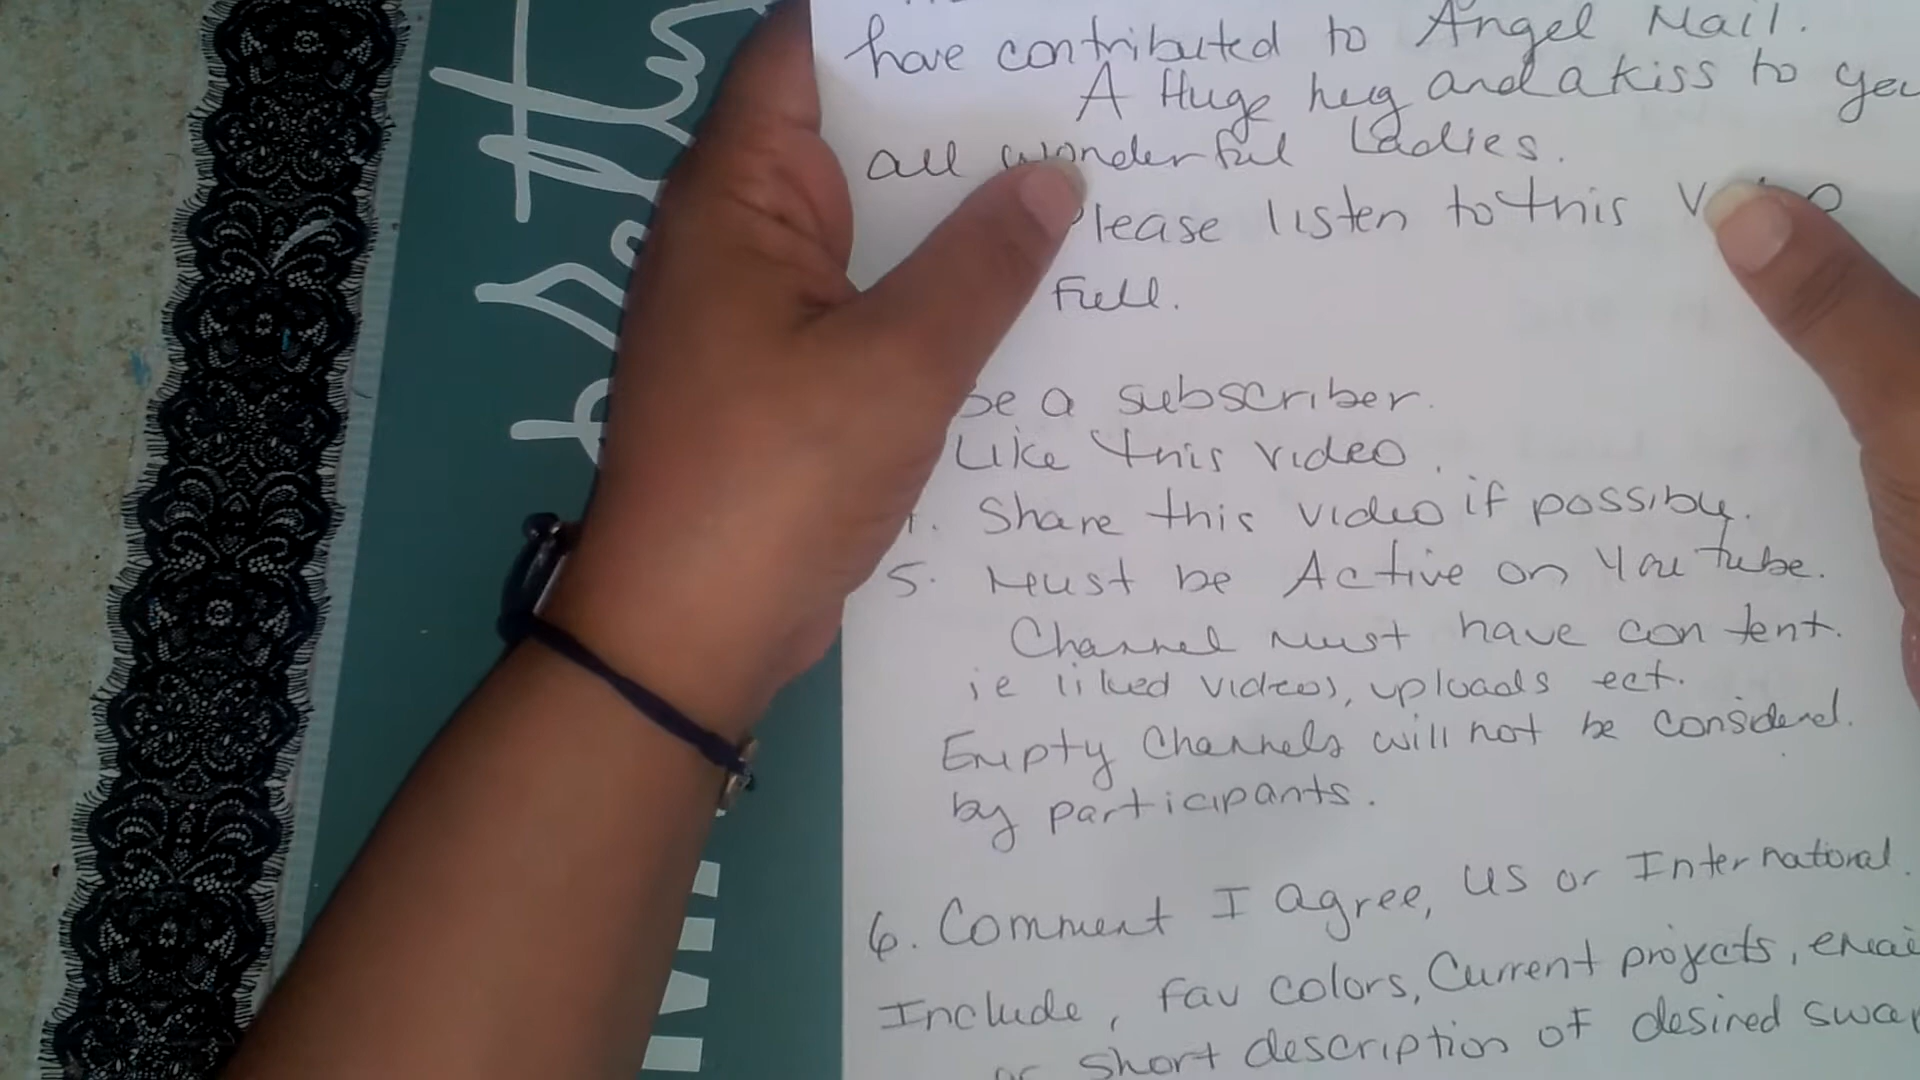 have contributed to Angel Mail.
A Huge hug and a kiss to you
all wonderful Ladies.
Please listen to this
Full.
be a subscriber.
Like this video.
Share this video if possibly.
5. Must be Active on YouTube.
Channel must have content.
ie liked videos, uploads ect.
Empty Channels will not be considerd.
by participants.
6. Comment I agree, US or International.
Include, fav colors, Current projects,
or short description of desired